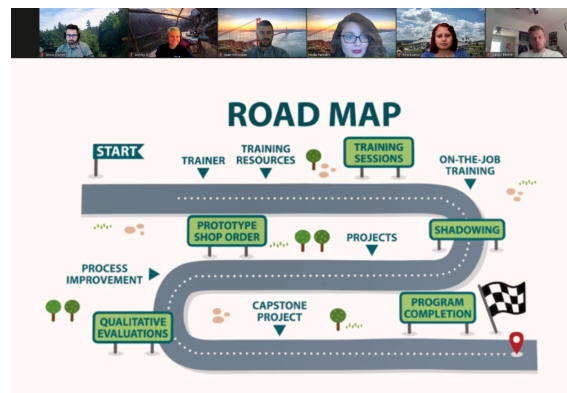 ROAD MAP
START
TRAINER
TRAINING
RESOURCES
TRAINING
SESSIONS
ON-THE-JOB
TRAINING
PROTOTYPE
SHOP ORDER
PROJECTS
SHADOWING
PROCESS
IMPROVEMENT
QUALITATIVE
EVALUATIONS
CAPSTONE
PROJECT
PROGRAM
COMPLETION